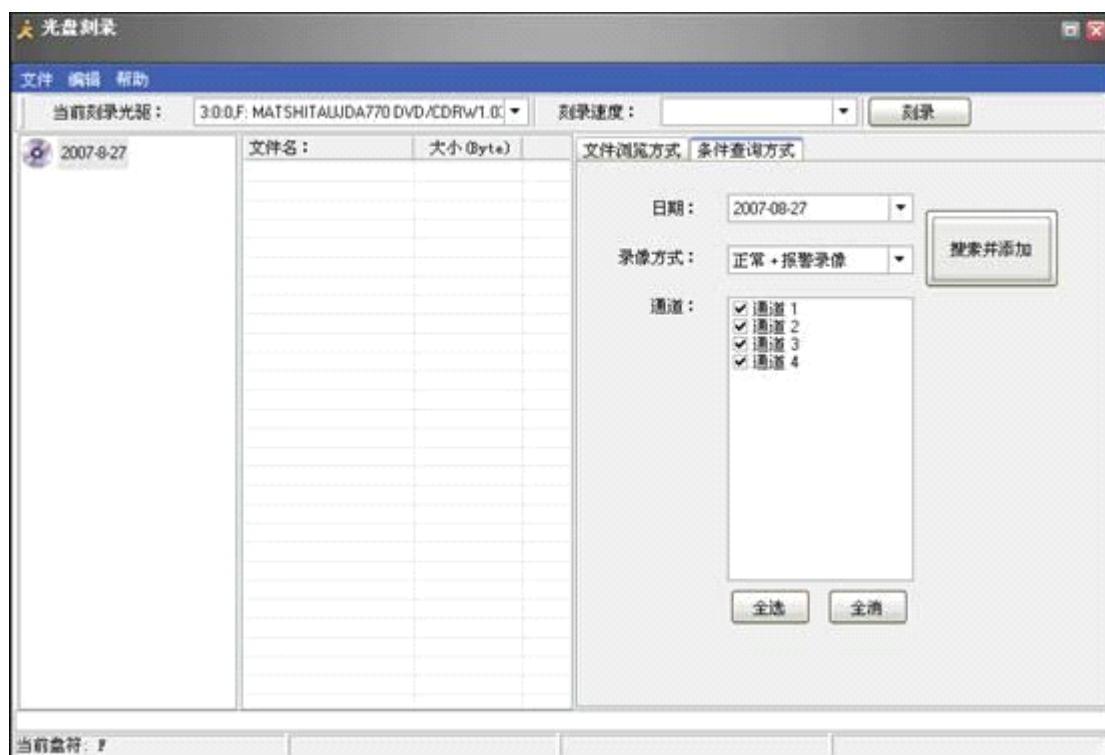 光盘刻录
文件 编辑 帮助
当前刻录光驱： 3:0:0,F: MATSHITAUJDA770 DVD/CDRW1.0 刻录速度： 刻录
2007-8-27
文件名： 大小(Byte)
文件浏览方式 条件查询方式
日期： 2007-08-27
录像方式： 正常+报警录像
搜索并添加
通道：
通道 1
通道 2
通道 3
通道 4
全选 全消
当前盘符: F